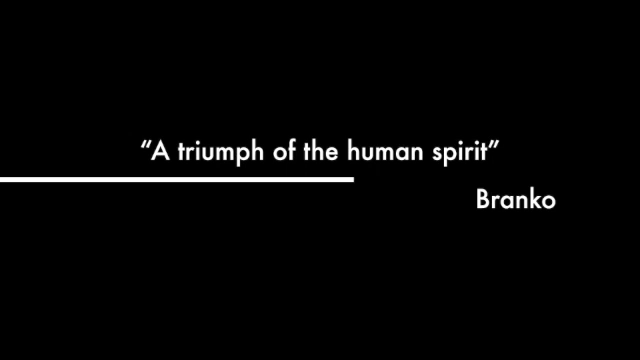 “A triumph of the human spirit”
Branko